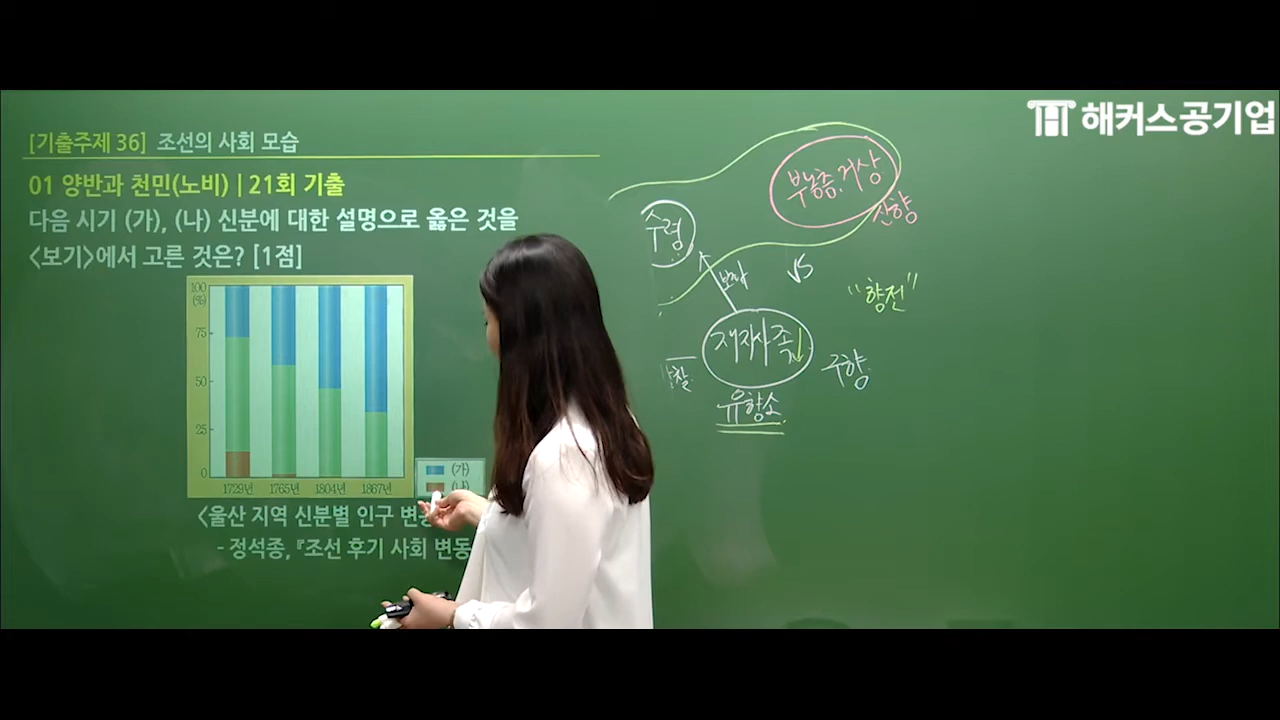 해커스공기업
[기출주제 36] 조선의 사회 모습
01 양반과 천민(노비) | 21회 기출
다음 시기 (가), (나) 신분에 대한 설명으로 옳은 것을
<보기>에서 고른 것은? [1점]
100
(%)
75
50
25
0
1729년 1765년 1804년 1867년
(가)
(나)
<울산 지역 신분별 인구 변동
- 정석종, 『조선 후기 사회 변동
부농층, 거상
신향
수령
보좌
VS
"향전"
재지사족
구향
유향소